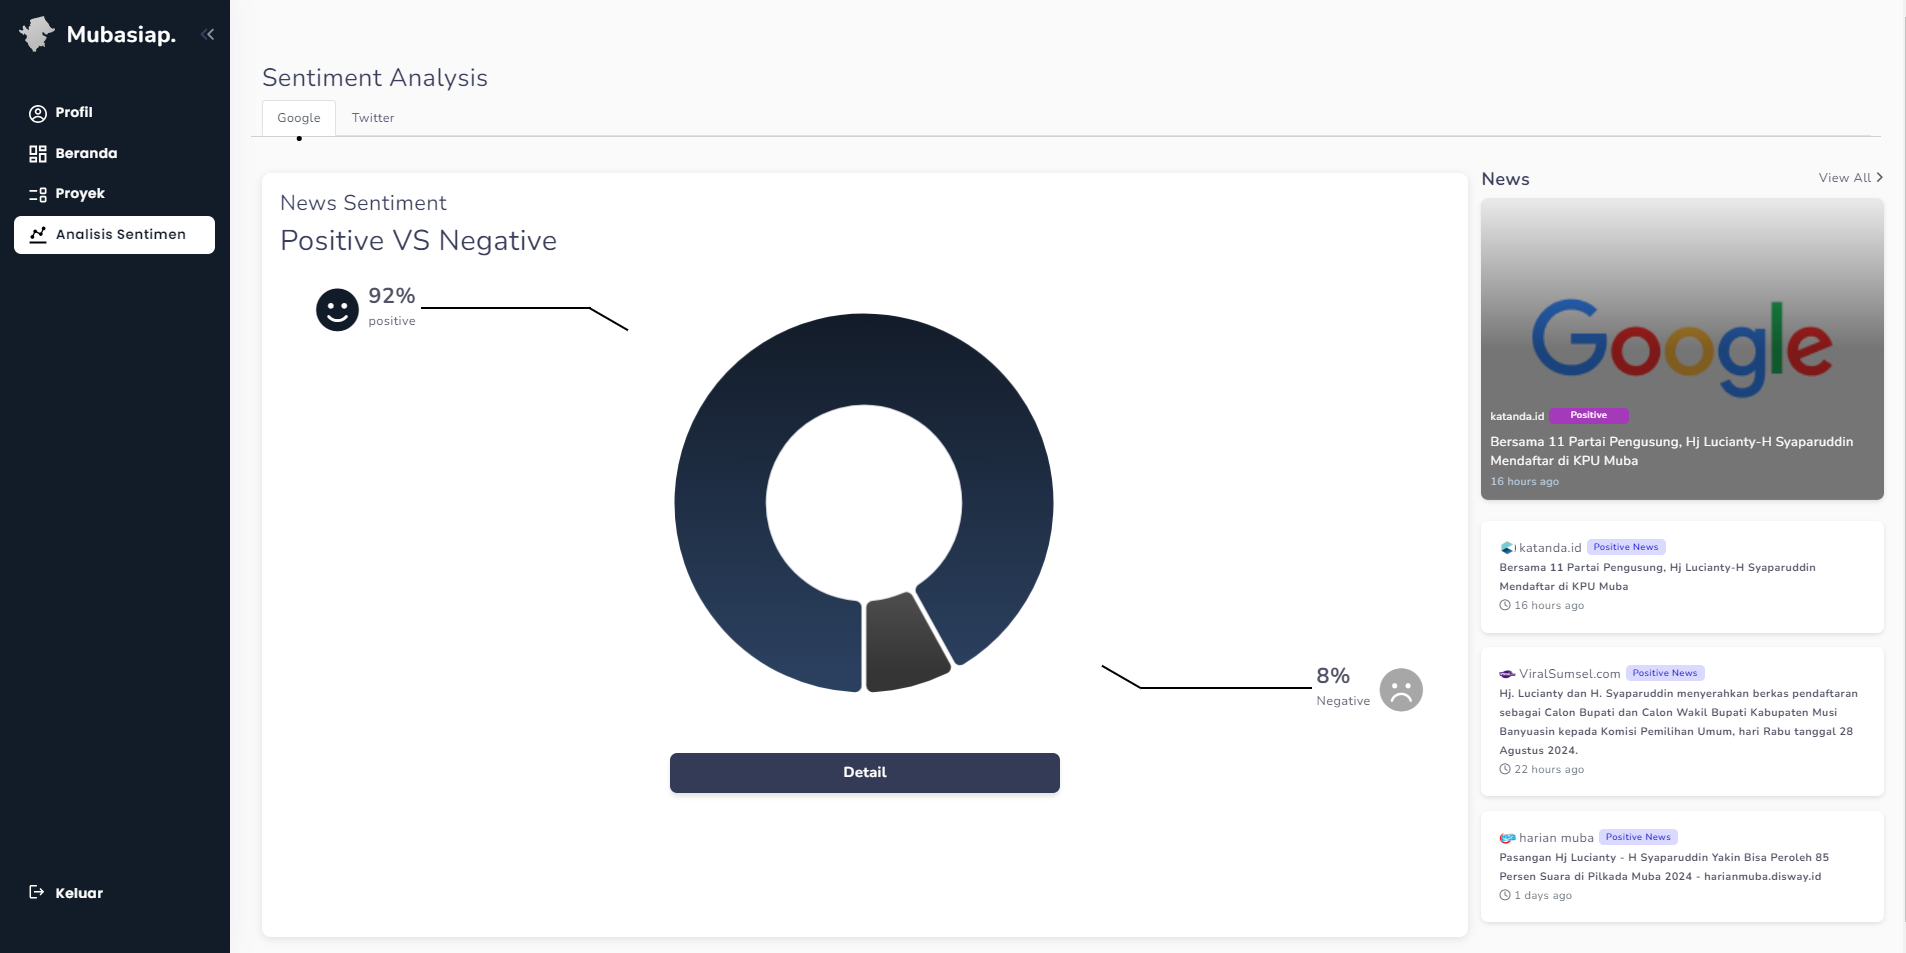 Mubasiap.
Profil
Beranda
Proyek
Analisis Sentimen
Keluar
Sentiment Analysis
Google
Twitter
News Sentiment
Positive VS Negative
92%
positive
8%
Negative
Detail
News
View All
Google
katanda.id Positive
Bersama 11 Partai Pengusung, Hj Lucianty-H Syaparuddin
Mendaftar di KPU Muba
16 hours ago
katanda.id Positive News
Bersama 11 Partai Pengusung, Hj Lucianty-H Syaparuddin
Mendaftar di KPU Muba
16 hours ago
ViralSumsel.com Positive News
Hj. Lucianty dan H. Syaparuddin menyerahkan berkas pendaftaran
sebagai Calon Bupati dan Calon Wakil Bupati Kabupaten Musi
Banyuasin kepada Komisi Pemilihan Umum, hari Rabu tanggal 28
Agustus 2024.
22 hours ago
harian muba Positive News
Pasangan Hj Lucianty - H Syaparuddin Yakin Bisa Peroleh 85
Persen Suara di Pilkada Muba 2024 - harianmuba.disway.id
1 days ago